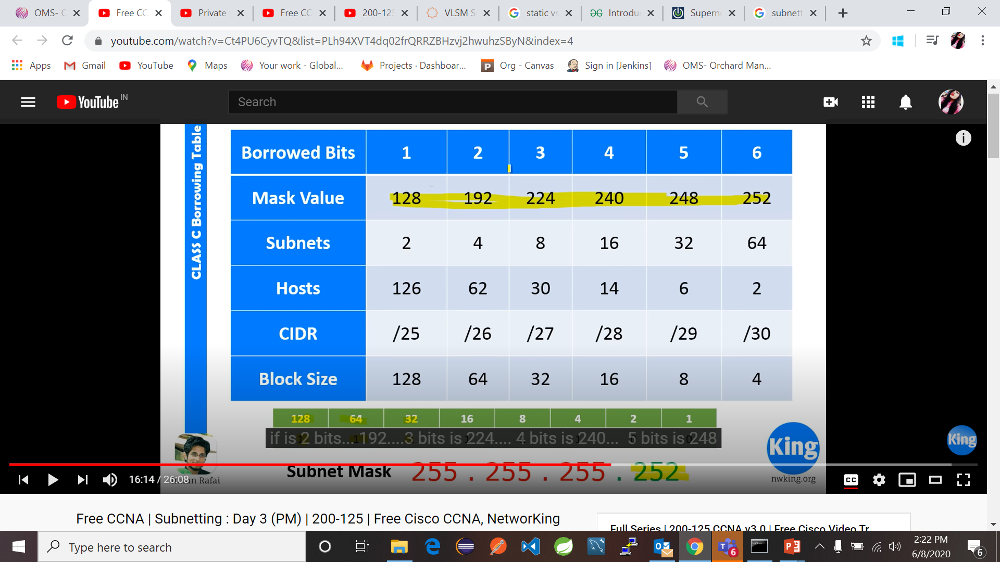 OMS- C
Free CC
Private
Free CC
200-125
VLSM S
static vs
Introdu
Superne
subnett
youtube.com/watch?v=Ct4PU6CyvTQ&list=PLh94XVT4dq02frQRRZBHzvj2hwuhzSByN&index=4
Apps
Gmail
YouTube
Maps
Your work - Global...
Projects · Dashboar...
Org - Canvas
Sign in [Jenkins]
OMS- Orchard Man...
YouTube IN
Search
CLASS C Borrowing Table
Borrowed Bits 1 2 3 4 5 6
Mask Value 128 192 224 240 248 252
Subnets 2 4 8 16 32 64
Hosts 126 62 30 14 6 2
CIDR /25 /26 /27 /28 /29 /30
Block Size 128 64 32 16 8 4
128 64 32 16 8 4 2 1
if is 2 bits... 192....3 bits is 224.... 4 bits is 240... 5 bits is 248
King
King
Subnet Mask 255 . 255 . 255 . 252
16:14 / 26:08
Rafai
nwking.org
CC
Free CCNA | Subnetting : Day 3 (PM) | 200-125 | Free Cisco CCNA, NetworKing
Full Series | 200-125 CCNA v3.0 | Free Cisco Video Tr
Type here to search
6
2:22 PM
6/8/2020
6